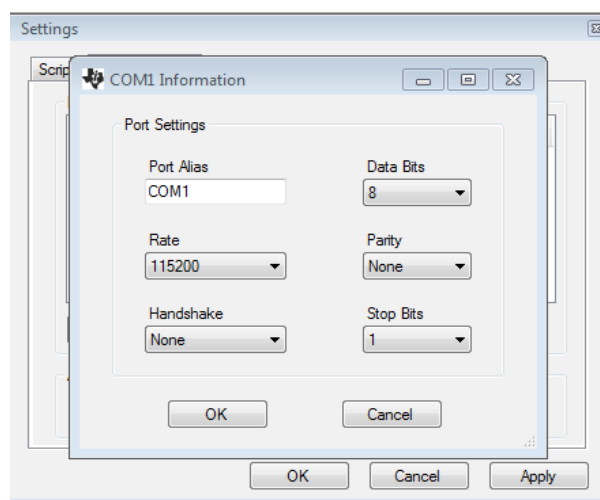 Settings
Scrip
COM1 Information
Port Settings
Port Alias
Data Bits
COM1
8
Rate
Parity
115200
None
Handshake
Stop Bits
None
1
OK
Cancel
OK
Cancel
Apply